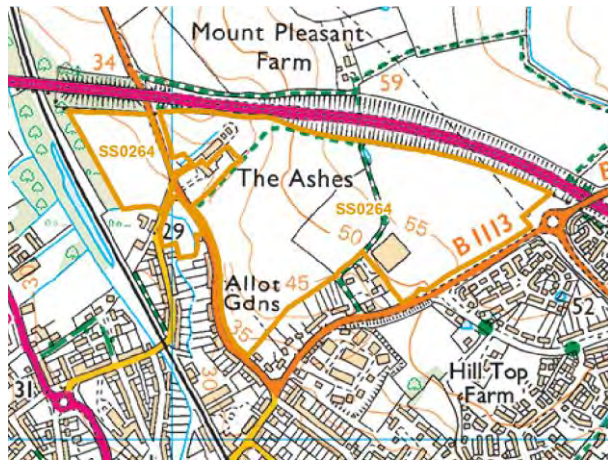 Mount Pleasant
Farm
34
59
SS0264
The Ashes
SS0264
29
50
55
B 1113
Allot
Gdns
45
35
52
Hill Top
Farm
31
30